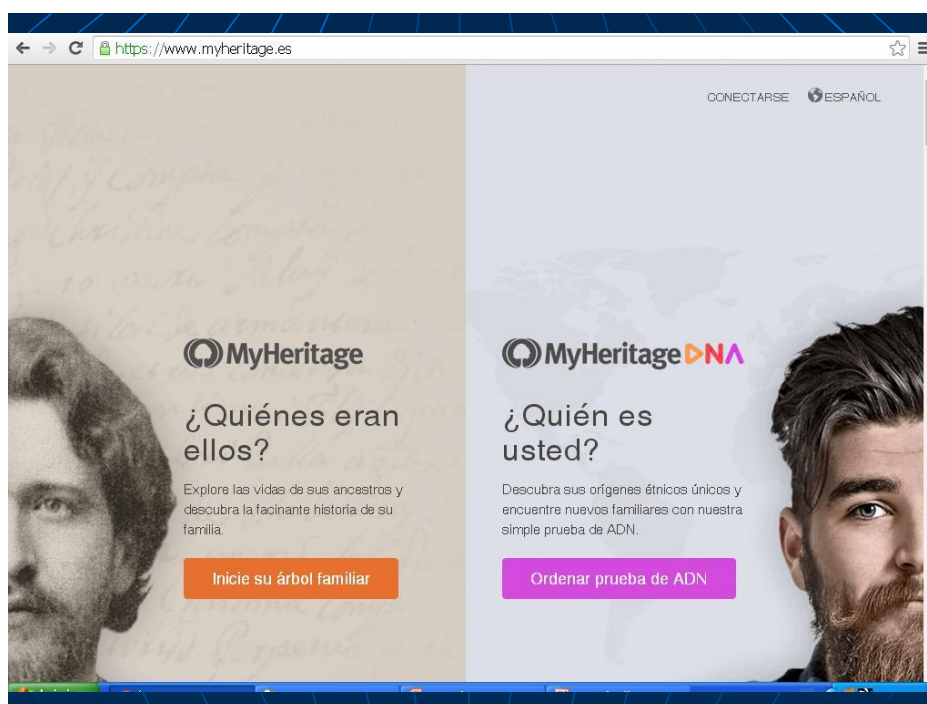 https://www.myheritage.es
CONECTARSE ESPAÑOL
MyHeritage
¿Quiénes eran
ellos?
Explore las vidas de sus ancestros y
descubra la facinante historia de su
familia.
Inicie su árbol familiar
MyHeritage DNA
¿Quién es
usted?
Descubra sus orígenes étnicos únicos y
encuentre nuevos familiares con nuestra
simple prueba de ADN.
Ordenar prueba de ADN